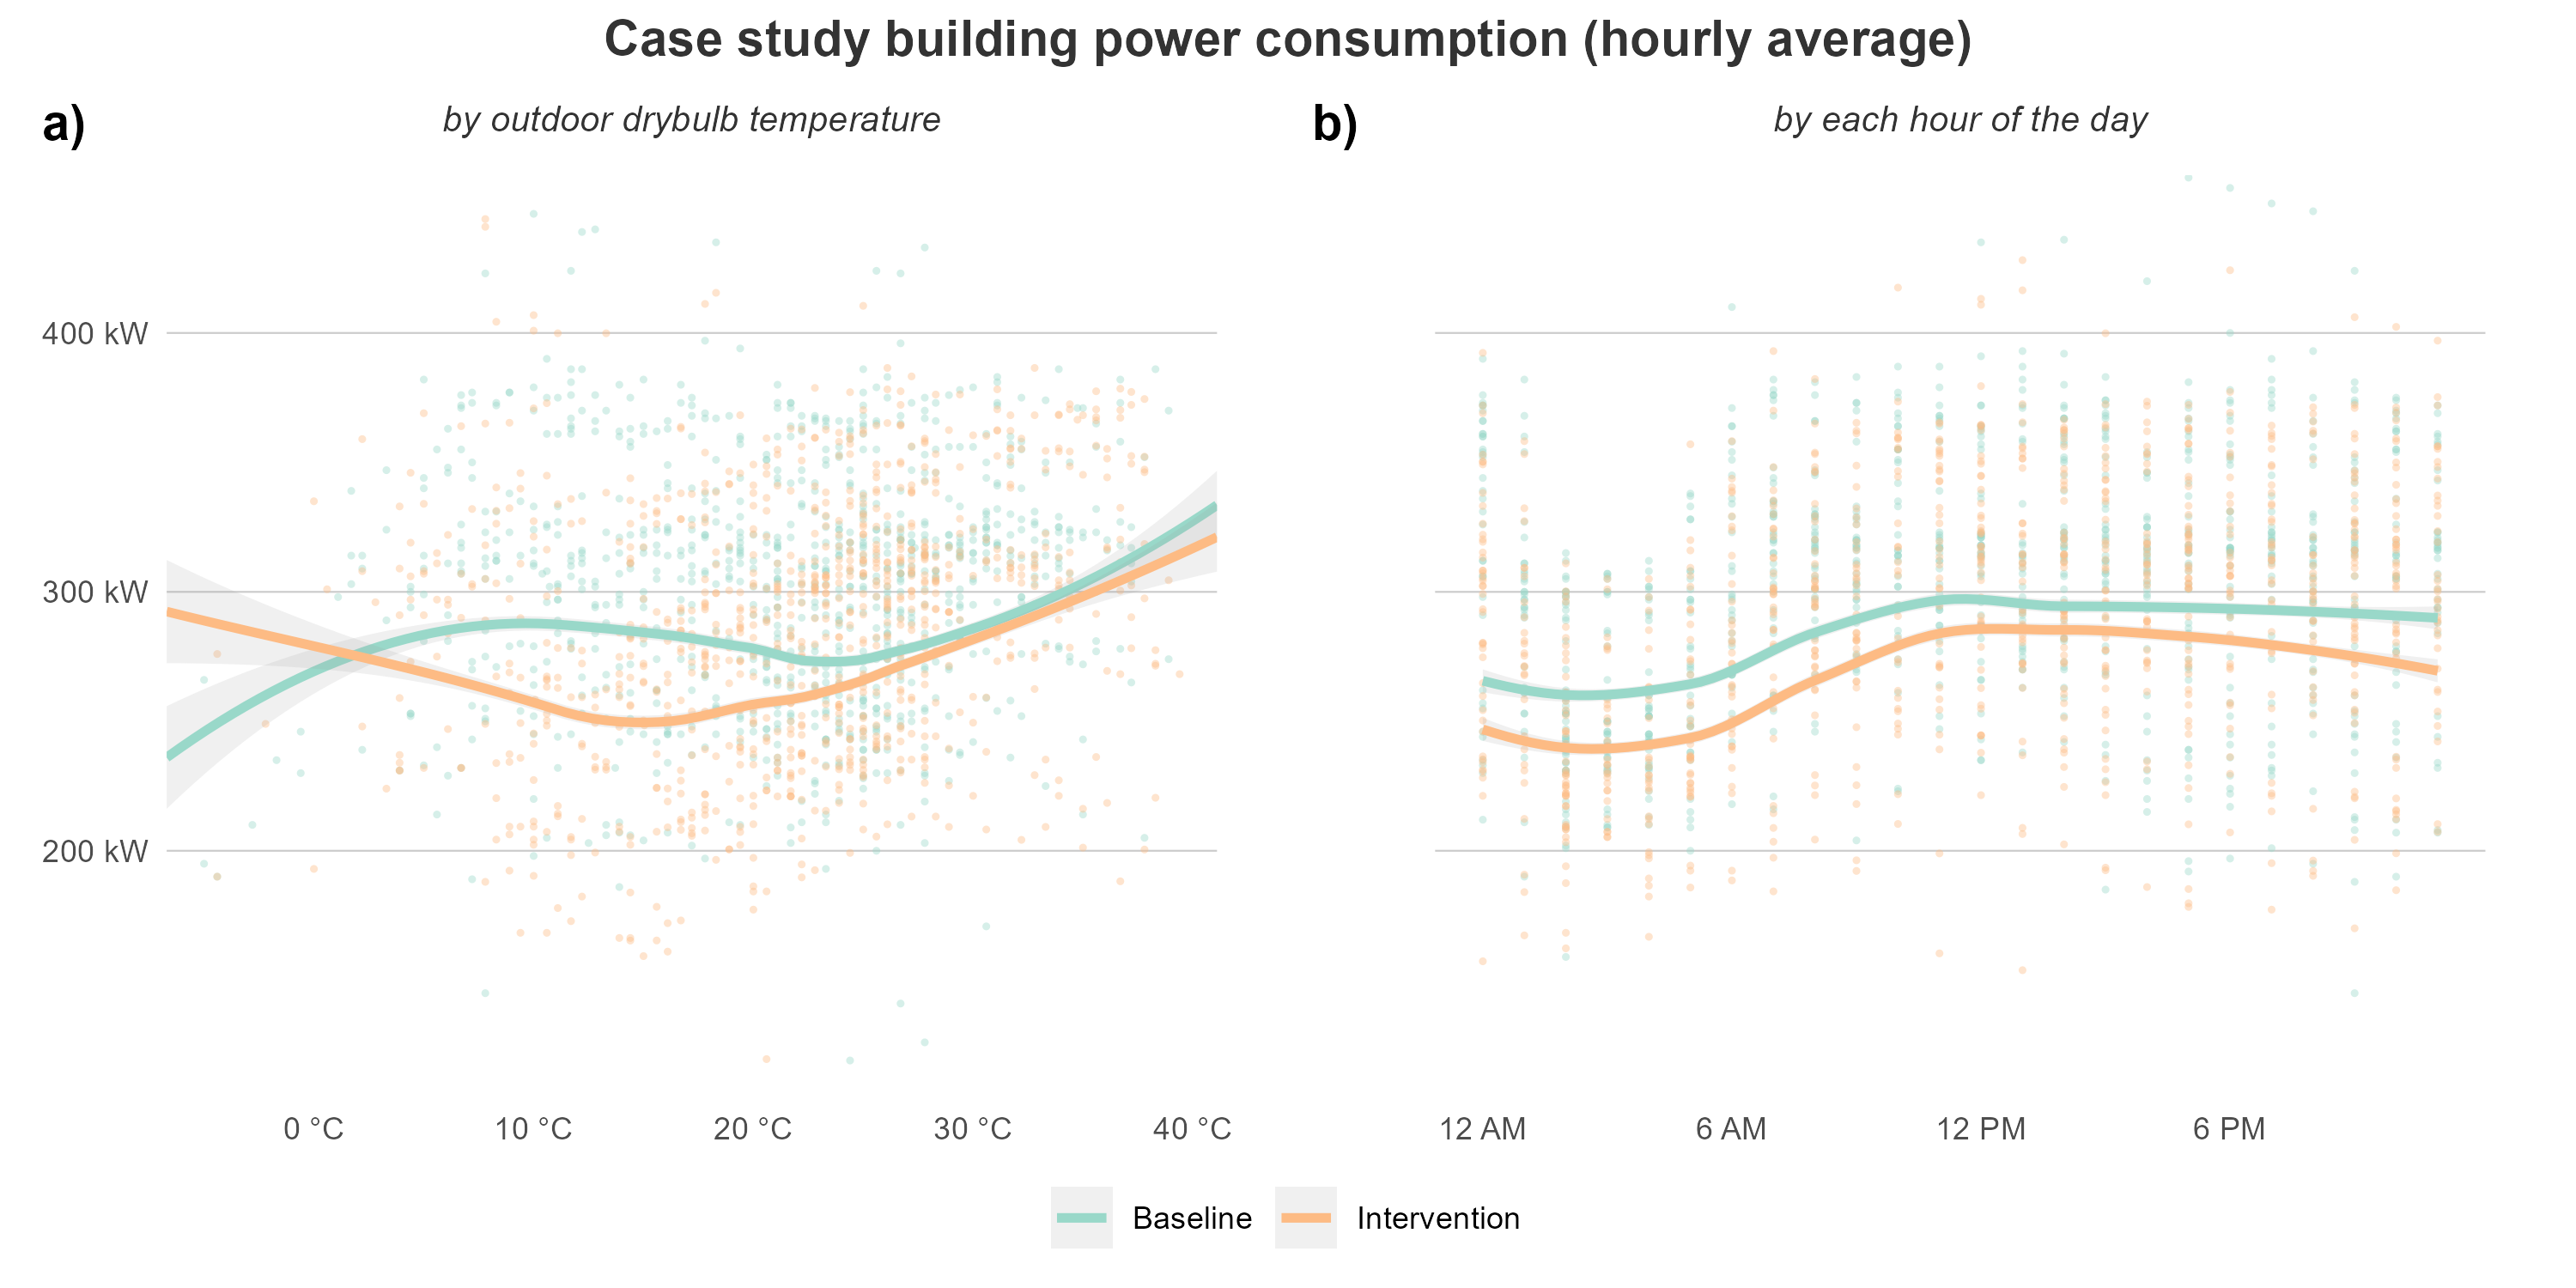 Case study building power consumption (hourly average)
a)
by outdoor drybulb temperature
b)
by each hour of the day
400 kW
300 kW
200 kW
0 °C 10 °C 20 °C 30 °C 40 °C
12 AM 6 AM 12 PM 6 PM
Baseline Intervention